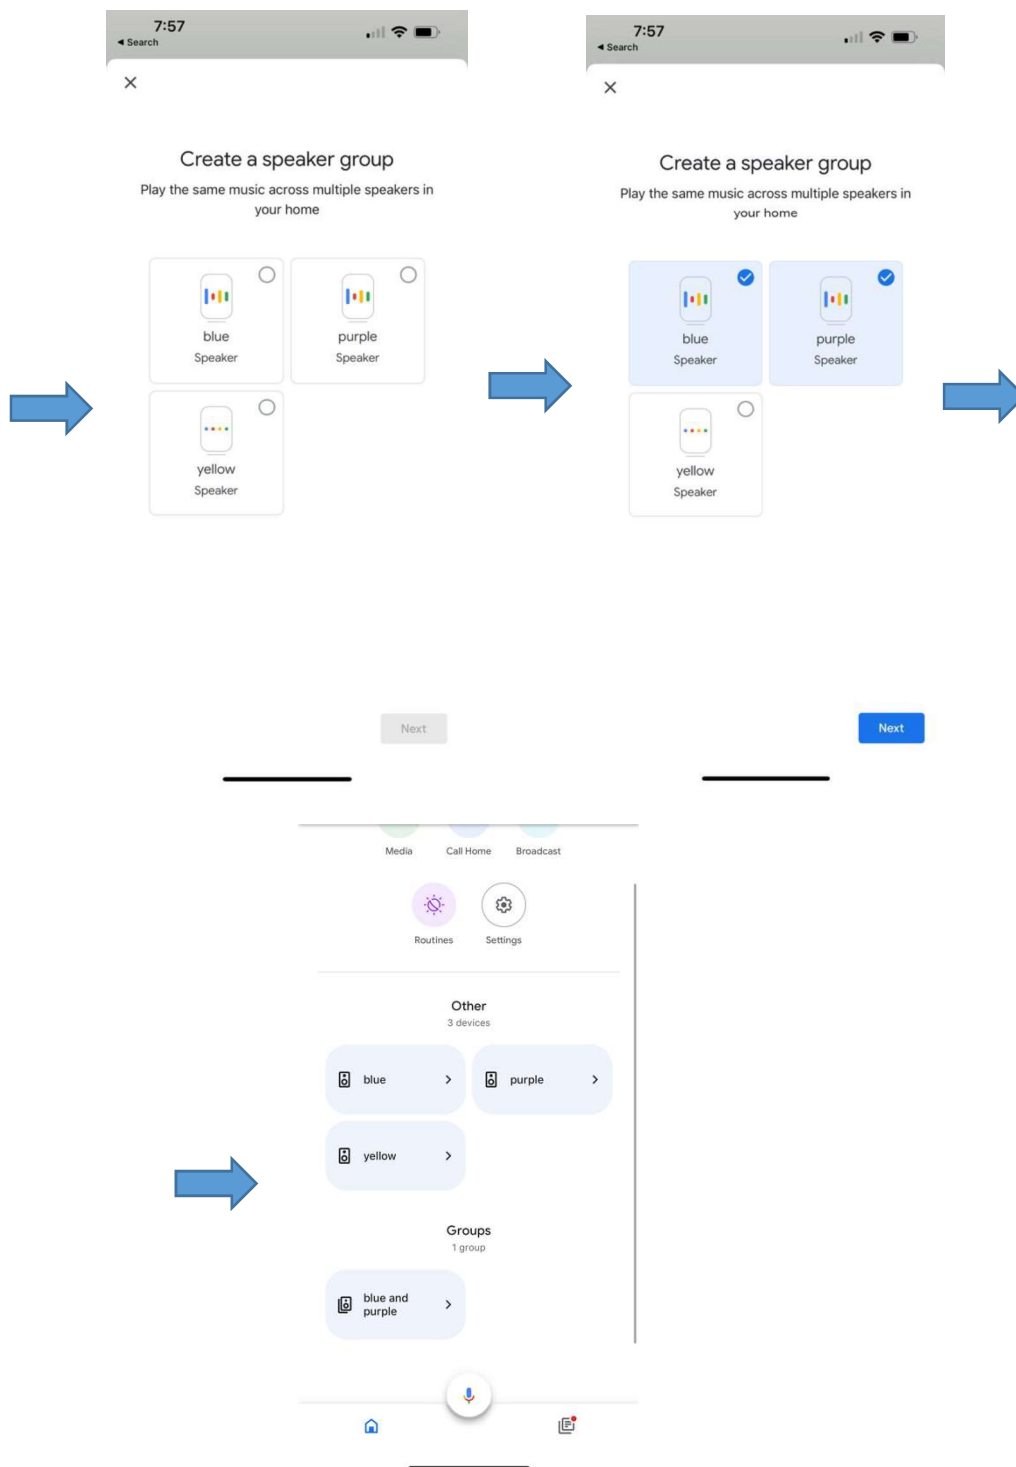 7:57
◄ Search
Create a speaker group
Play the same music across multiple speakers in
your home
blue
Speaker
purple
Speaker
yellow
Speaker
Next
7:57
◄ Search
Create a speaker group
Play the same music across multiple speakers in
your home
blue
Speaker
purple
Speaker
yellow
Speaker
Next
Media
Call Home
Broadcast
Routines
Settings
Other
3 devices
blue
purple
yellow
Groups
1 group
blue and
purple